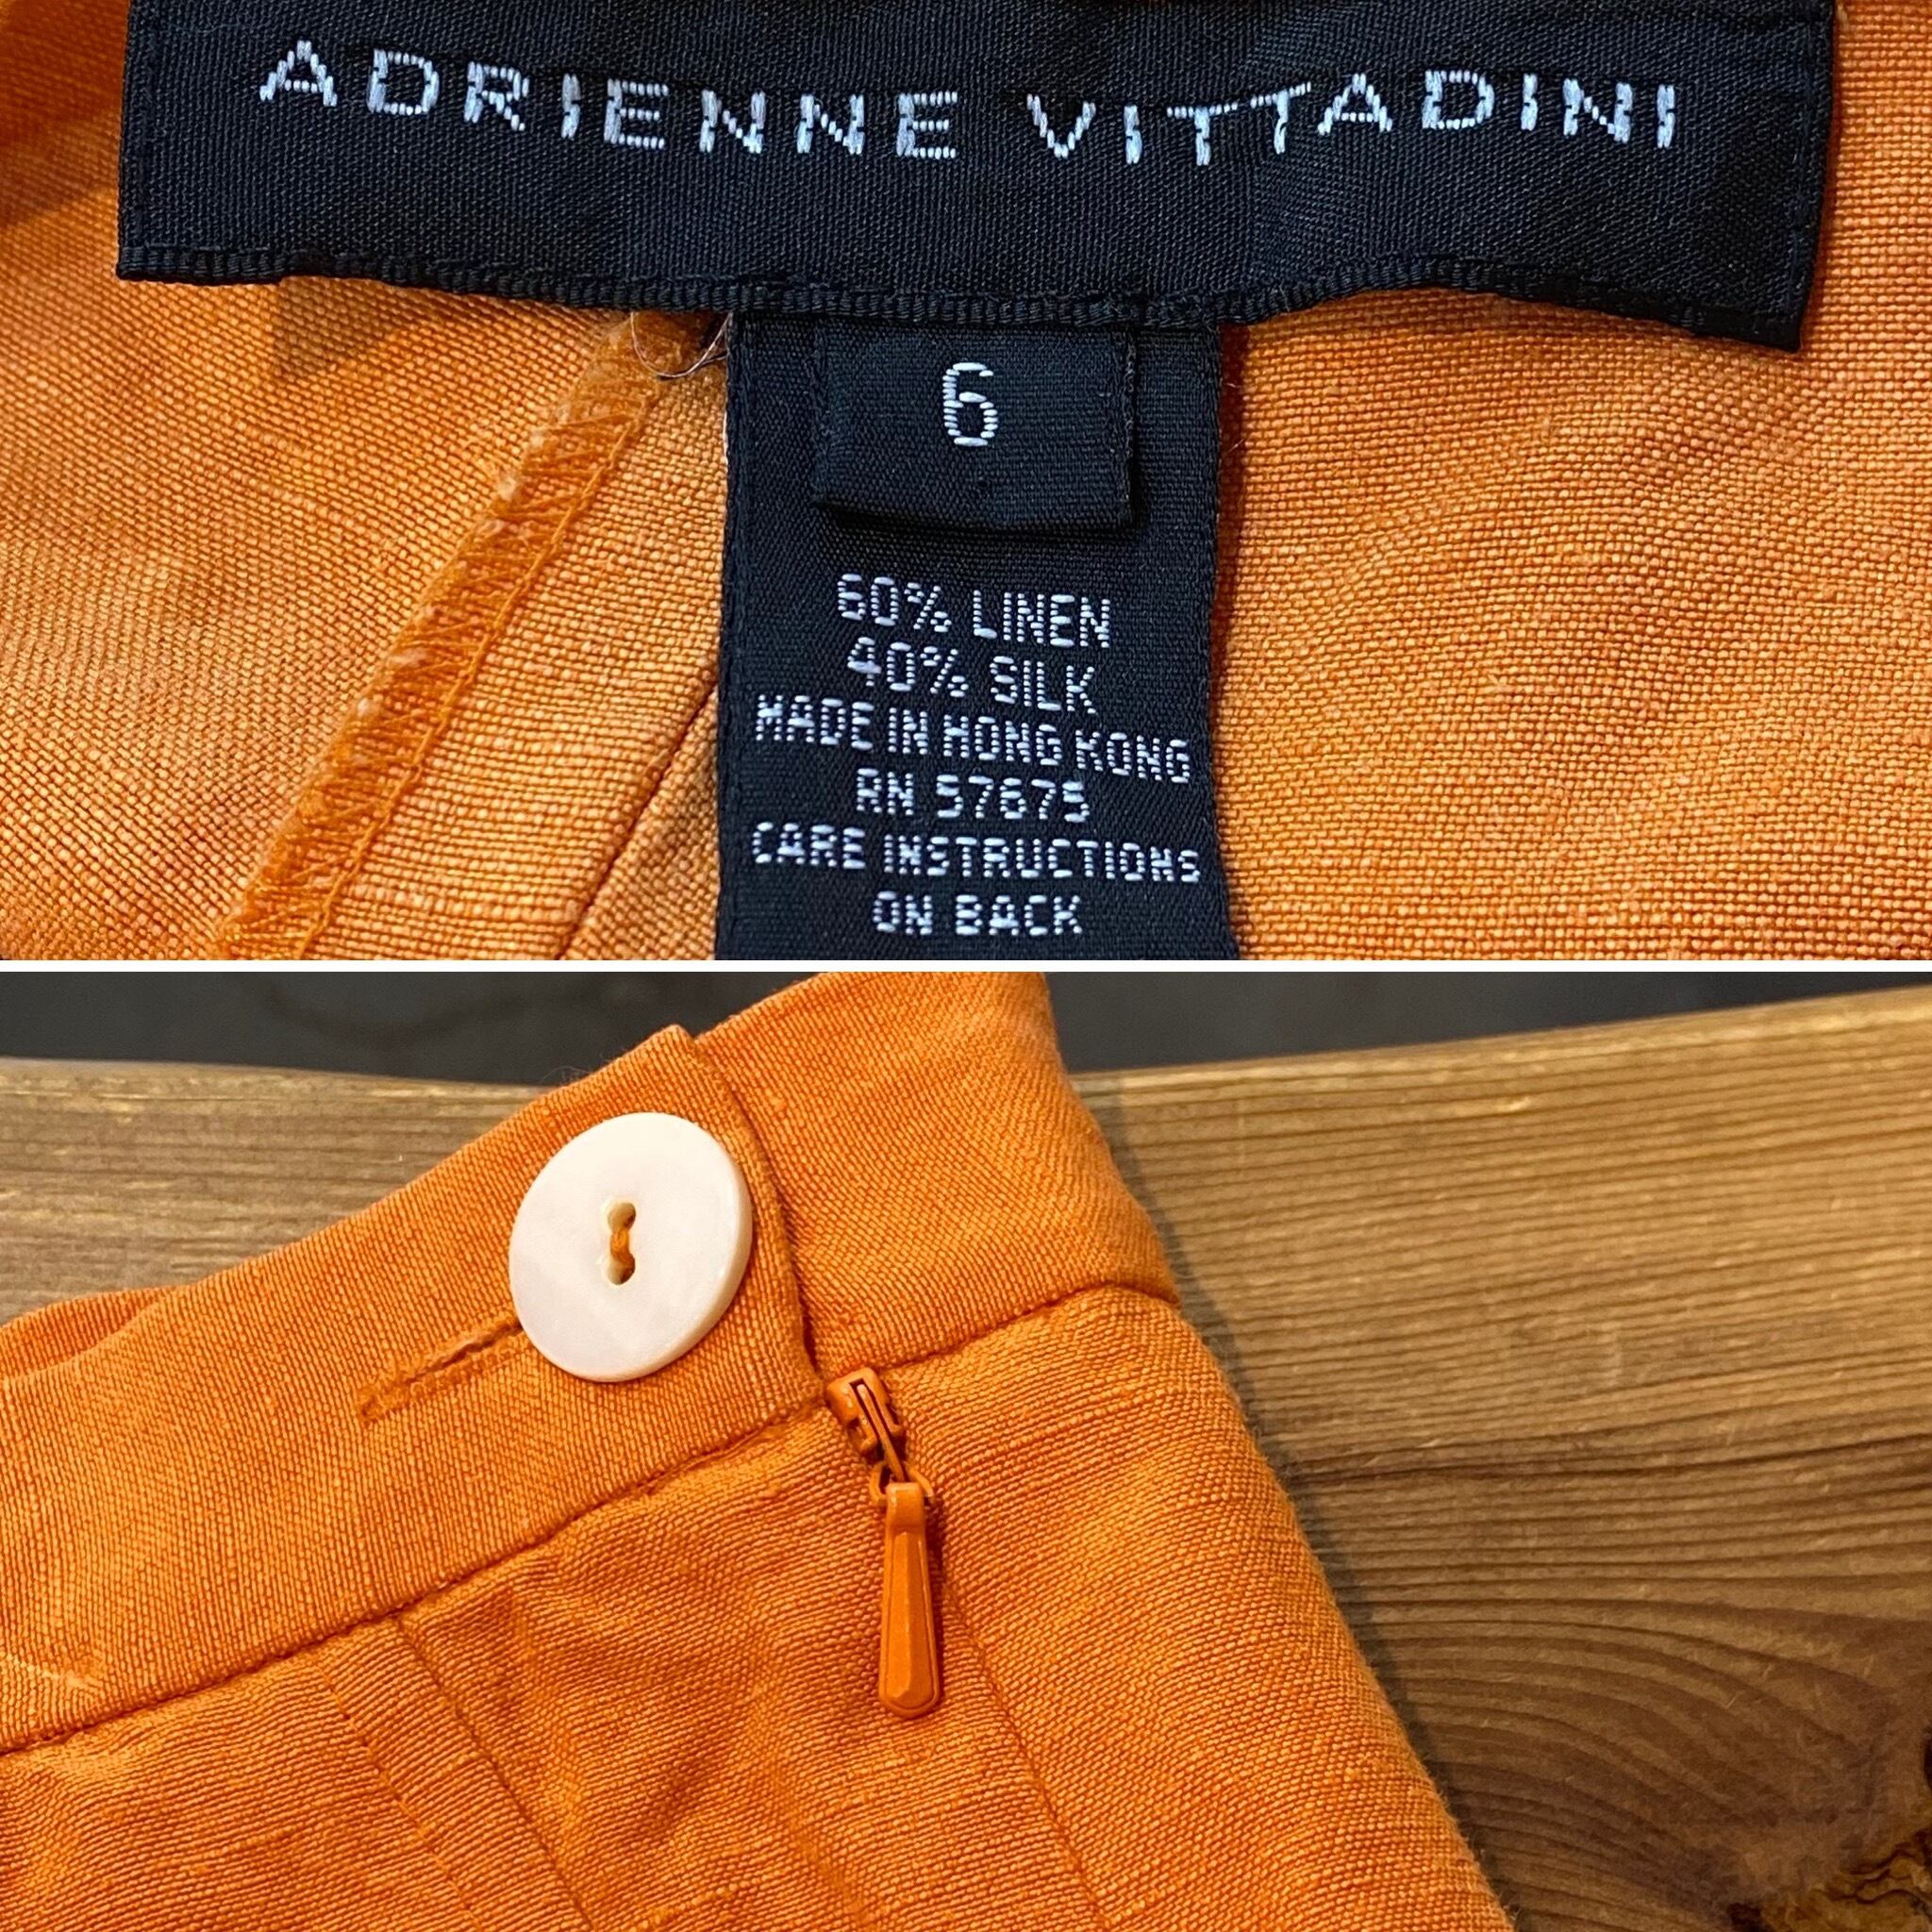 ADRIENNE VITTADINI
6
60% LINEN
40% SILK
MADE IN HONG KONG
RN 57675
CARE INSTRUCTIONS
ON BACK